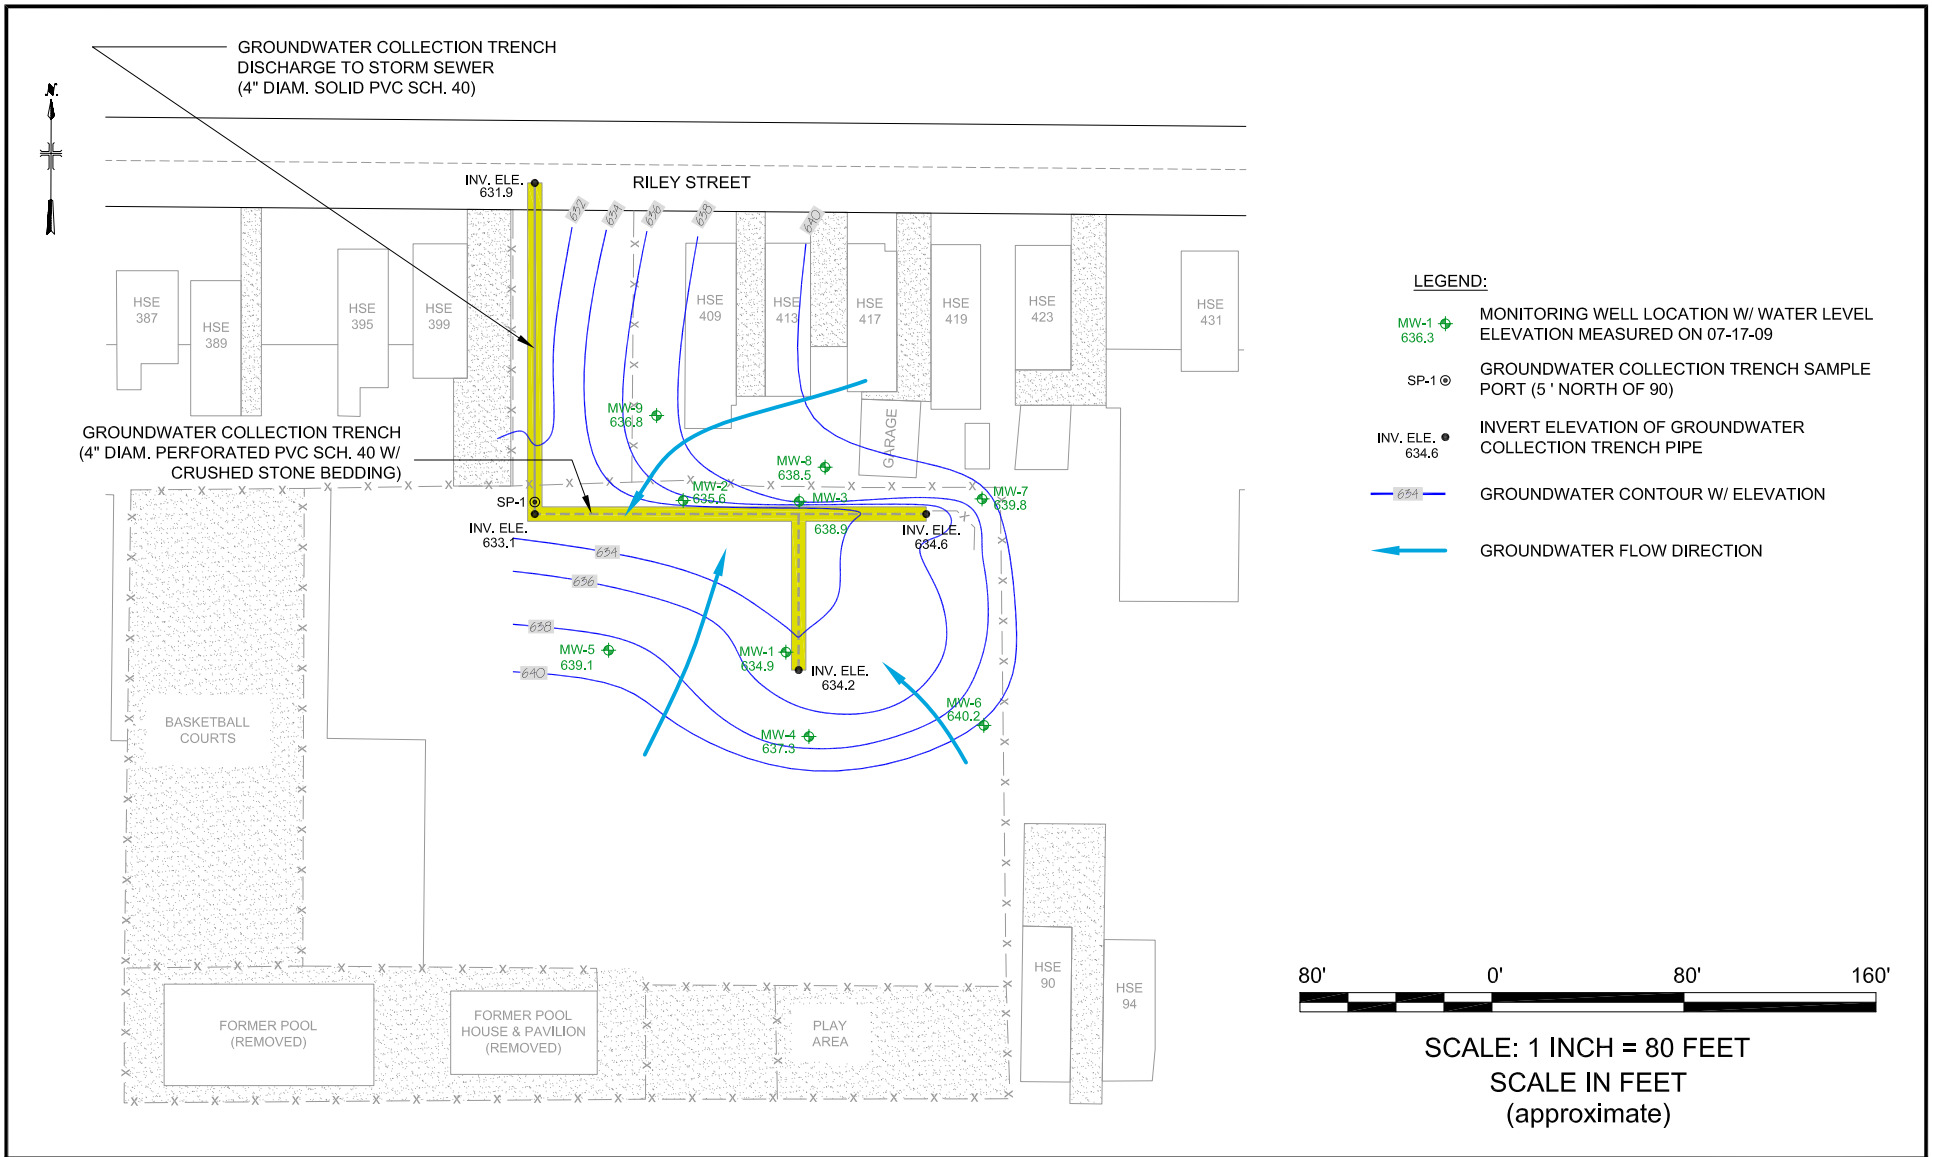 GROUNDWATER COLLECTION TRENCH
DISCHARGE TO STORM SEWER
(4" DIAM. SOLID PVC SCH. 40)
N.
INV. ELE.
631.9
RILEY STREET
632
634
636
638
640
HSE
387
HSE
389
HSE
395
HSE
399
HSE
409
HSE
413
HSE
417
HSE
419
HSE
423
HSE
431
GARAGE
MW-9
636.8
MW-8
638.5
GROUNDWATER COLLECTION TRENCH
(4" DIAM. PERFORATED PVC SCH. 40 W/
CRUSHED STONE BEDDING)
SP-1
MW-2
635.6
MW-3
638.9
MW-7
639.8
INV. ELE.
633.1
INV. ELE.
634.6
634
636
638
640
MW-5
639.1
MW-1
634.9
INV. ELE.
634.2
MW-6
640.2
MW-4
637.3
BASKETBALL
COURTS
FORMER POOL
(REMOVED)
FORMER POOL
HOUSE & PAVILION
(REMOVED)
PLAY
AREA
HSE
90
HSE
94
LEGEND:
MW-1
636.3
MONITORING WELL LOCATION W/ WATER LEVEL
ELEVATION MEASURED ON 07-17-09
SP-1
GROUNDWATER COLLECTION TRENCH SAMPLE
PORT (5 ' NORTH OF 90)
INV. ELE.
634.6
INVERT ELEVATION OF GROUNDWATER
COLLECTION TRENCH PIPE
634
GROUNDWATER CONTOUR W/ ELEVATION
GROUNDWATER FLOW DIRECTION
80' 0' 80' 160'
SCALE: 1 INCH = 80 FEET
SCALE IN FEET
(approximate)